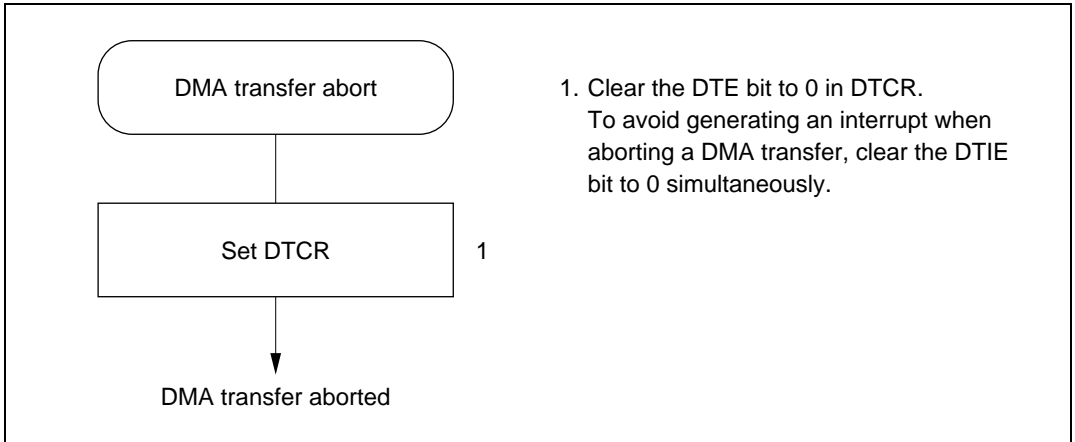 DMA transfer abort
Set DTCR
1
DMA transfer aborted
1. Clear the DTE bit to 0 in DTCR.
To avoid generating an interrupt when
aborting a DMA transfer, clear the DTIE
bit to 0 simultaneously.